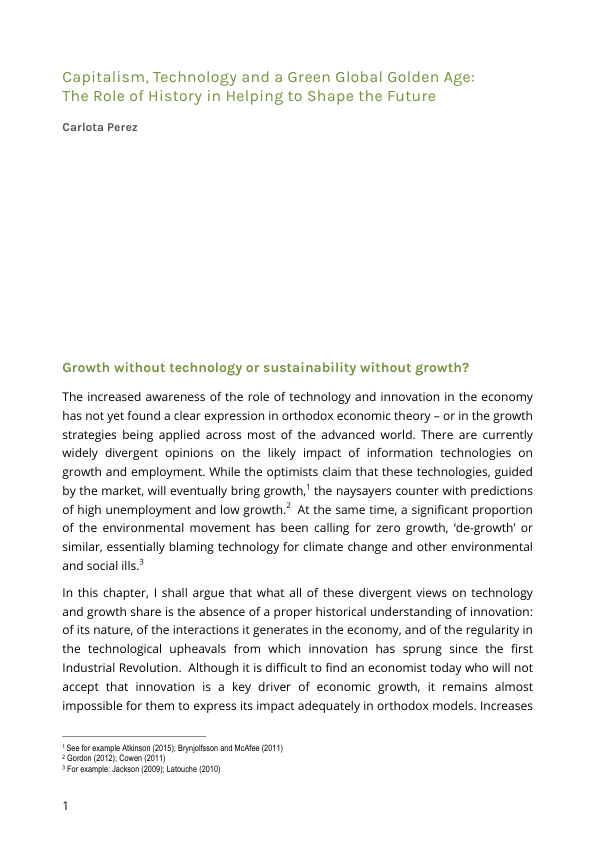 Capitalism, Technology and a Green Global Golden Age:
The Role of History in Helping to Shape the Future
Carlota Perez
Growth without technology or sustainability without growth?
The increased awareness of the role of technology and innovation in the economy
has not yet found a clear expression in orthodox economic theory – or in the growth
strategies being applied across most of the advanced world. There are currently
widely divergent opinions on the likely impact of information technologies on
growth and employment. While the optimists claim that these technologies, guided
by the market, will eventually bring growth,1 the naysayers counter with predictions
of high unemployment and low growth.2  At the same time, a significant proportion
of the environmental movement has been calling for zero growth, ‘de-growth’ or
similar, essentially blaming technology for climate change and other environmental
and social ills.3
In this chapter, I shall argue that what all of these divergent views on technology
and growth share is the absence of a proper historical understanding of innovation:
of its nature, of the interactions it generates in the economy, and of the regularity in
the technological upheavals from which innovation has sprung since the first
Industrial Revolution.  Although it is difficult to find an economist today who will not
accept that innovation is a key driver of economic growth, it remains almost
impossible for them to express its impact adequately in orthodox models. Increases
1 See for example Atkinson (2015); Brynjolfsson and McAfee (2011)
2 Gordon (2012); Cowen (2011)
3 For example: Jackson (2009); Latouche (2010)
1